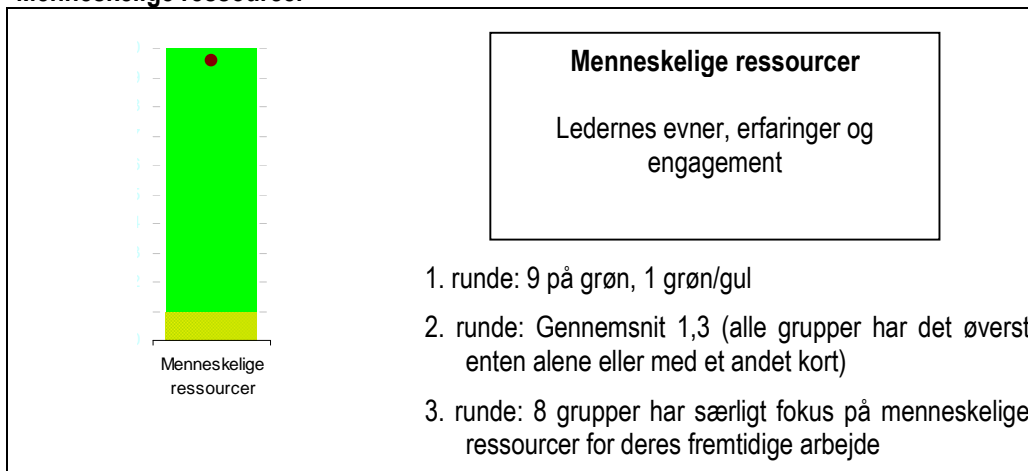 Menneskelige ressourcer
Menneskelige ressourcer
Ledernes evner, erfaringer og
engagement
1. runde: 9 på grøn, 1 grøn/gul
2. runde: Gennemsnit 1,3 (alle grupper har det øverst
enten alene eller med et andet kort)
3. runde: 8 grupper har særligt fokus på menneskelige
ressourcer for deres fremtidige arbejde
Menneskelige
ressourcer